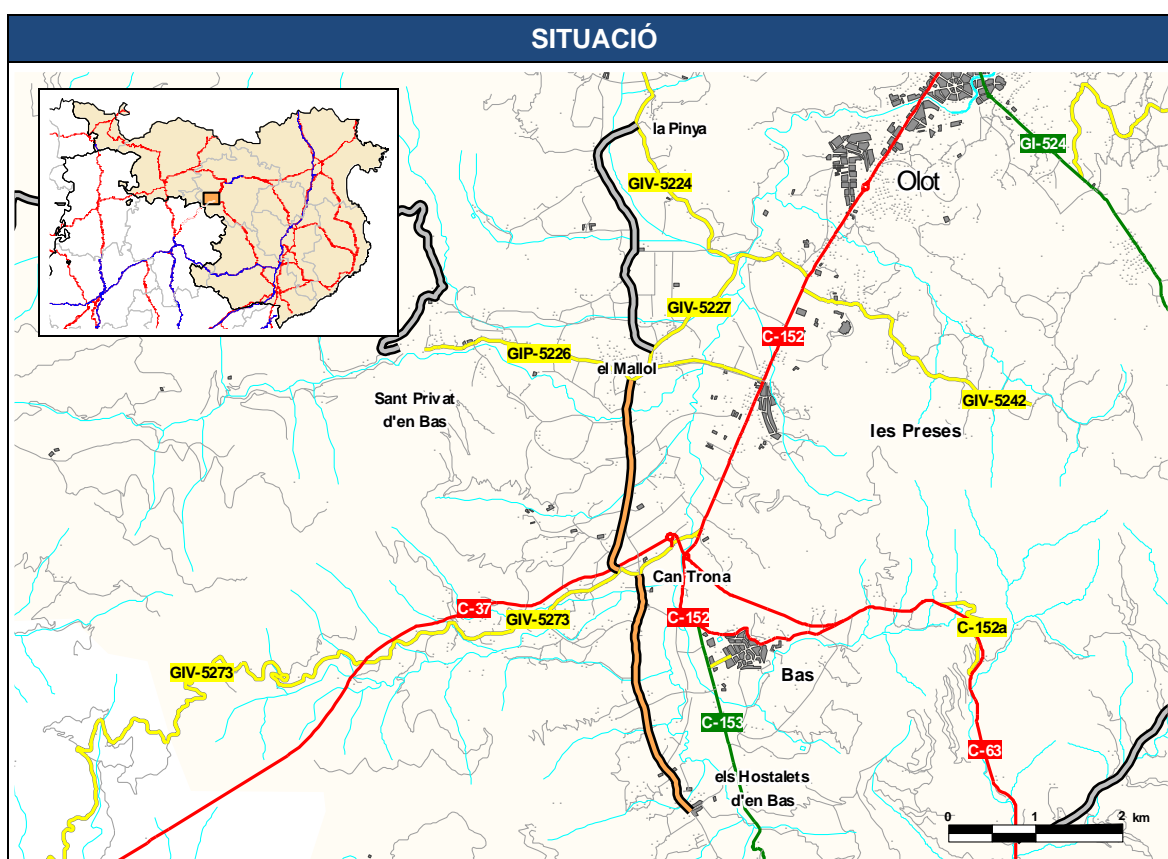 SITUACIÓ
la Pinya
GI-524
Olot
GIV-5224
GIV-5227
C-152
GIP-5226
el Mallol
Sant Privat
d'en Bas
GIV-5242
les Preses
Can Trona
C-37
GIV-5273
C-152
C-152a
GIV-5273
Bas
C-153
C-63
els Hostalets
d'en Bas
0 1 2 km